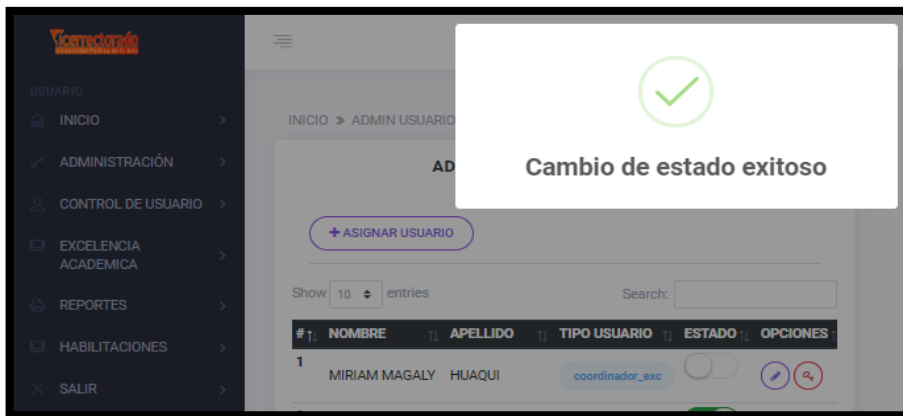 Vicerrectorado
USUARIO
INICIO
ADMINISTRACIÓN
CONTROL DE USUARIO
EXCELENCIA
ACADEMICA
REPORTES
HABILITACIONES
SALIR
INICIO » ADMIN USUARIO
AD
Cambio de estado exitoso
+ ASIGNAR USUARIO
Show 10 entries
Search:
# NOMBRE APELLIDO TIPO USUARIO ESTADO OPCIONES
1
MIRIAM MAGALY HUAQUI coordinador_exc